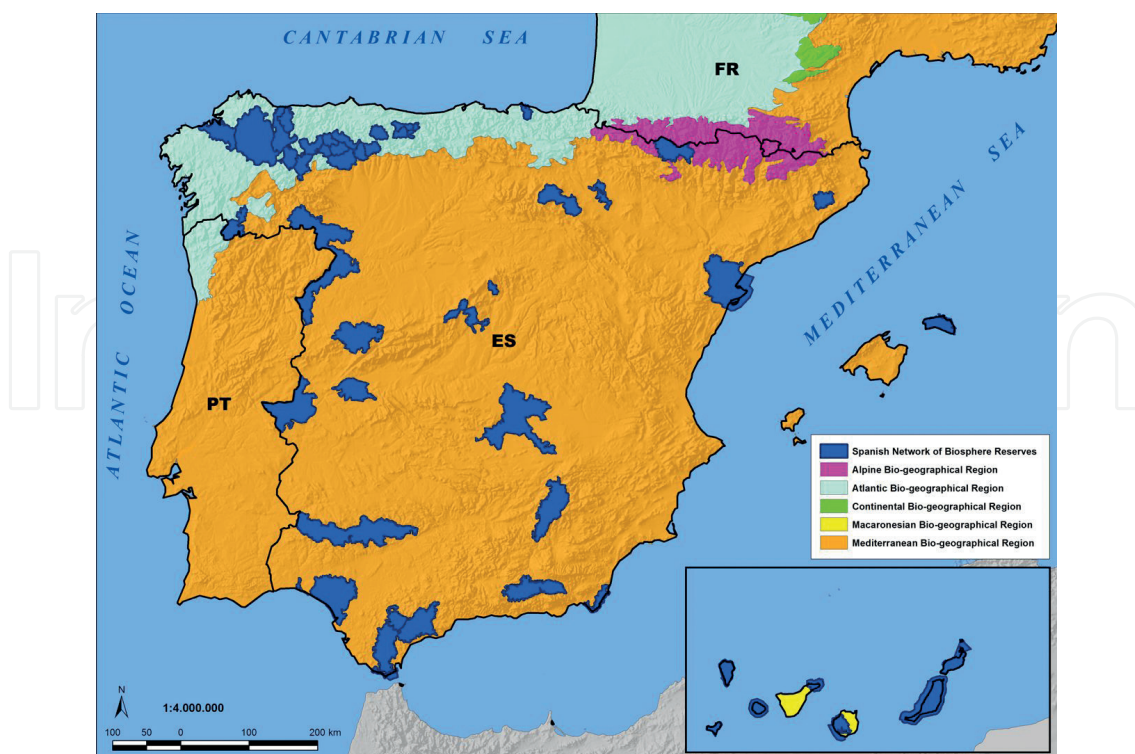 CANTABRIAN SEA
FR
ATLANTIC OCEAN
MEDITERRANEAN SEA
ES
PT
Spanish Network of Biosphere Reserves
Alpine Bio-geographical Region
Atlantic Bio-geographical Region
Continental Bio-geographical Region
Macaronesian Bio-geographical Region
Mediterranean Bio-geographical Region
N
1:4.000.000
100 50 0 100 200 km